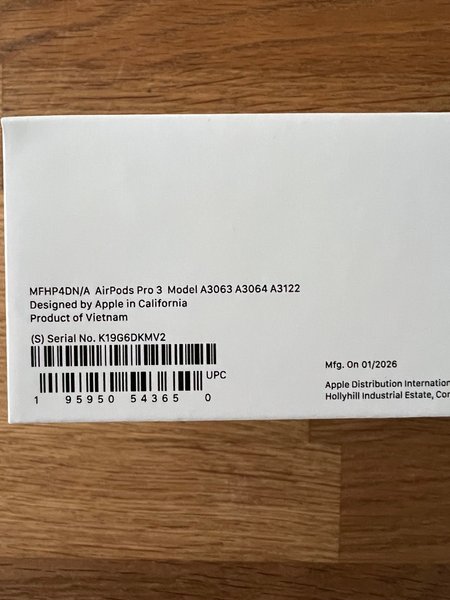 MFHP4DN/A AirPods Pro 3 Model A3063 A3064 A3122
Designed by Apple in California
Product of Vietnam
(S) Serial No. K19G6DKMV2
UPC
1 95950 54365 0
Mfg. On 01/2026
Apple Distribution Internation
Hollyhill Industrial Estate, Cor